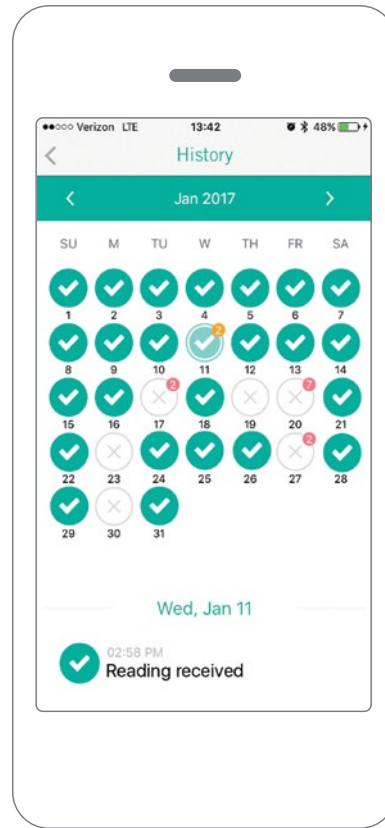 Verizon LTE 13:42 48%
History
Jan 2017
SU M TU W TH FR SA
2
1 2 3 4 5 6 7
2 7
8 9 10 11 12 13 14
2
15 16 17 18 19 20 21
22 23 24 25 26 27 28
29 30 31
Wed, Jan 11
02:58 PM
Reading received